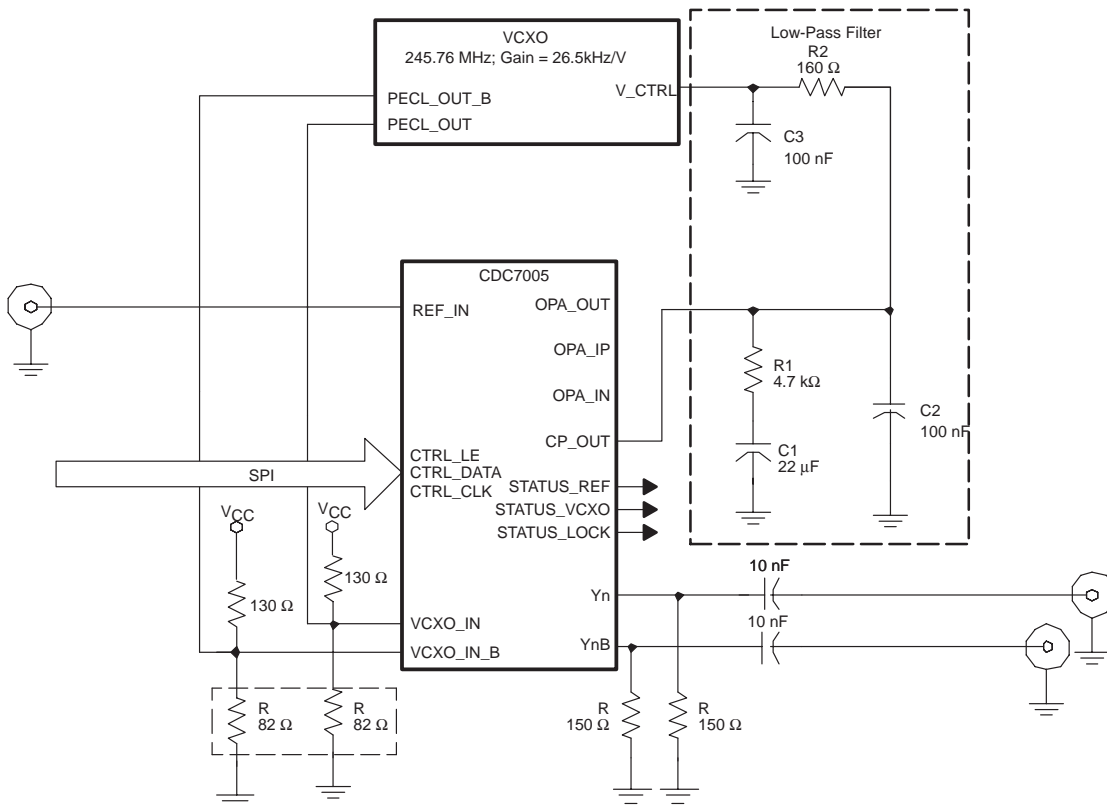 VCXO
245.76 MHz; Gain = 26.5kHz/V
PECL_OUT_B
PECL_OUT
V_CTRL
Low-Pass Filter
R2
160 Ω
C3
100 nF
CDC7005
REF_IN
OPA_OUT
OPA_IP
OPA_IN
CP_OUT
R1
4.7 kΩ
C1
22 μF
C2
100 nF
SPI
CTRL_LE
CTRL_DATA
CTRL_CLK
STATUS_REF
STATUS_VCXO
STATUS_LOCK
VCC
VCC
130 Ω
130 Ω
VCXO_IN
VCXO_IN_B
Yn
YnB
10 nF
10 nF
R
82 Ω
R
82 Ω
R
150 Ω
R
150 Ω